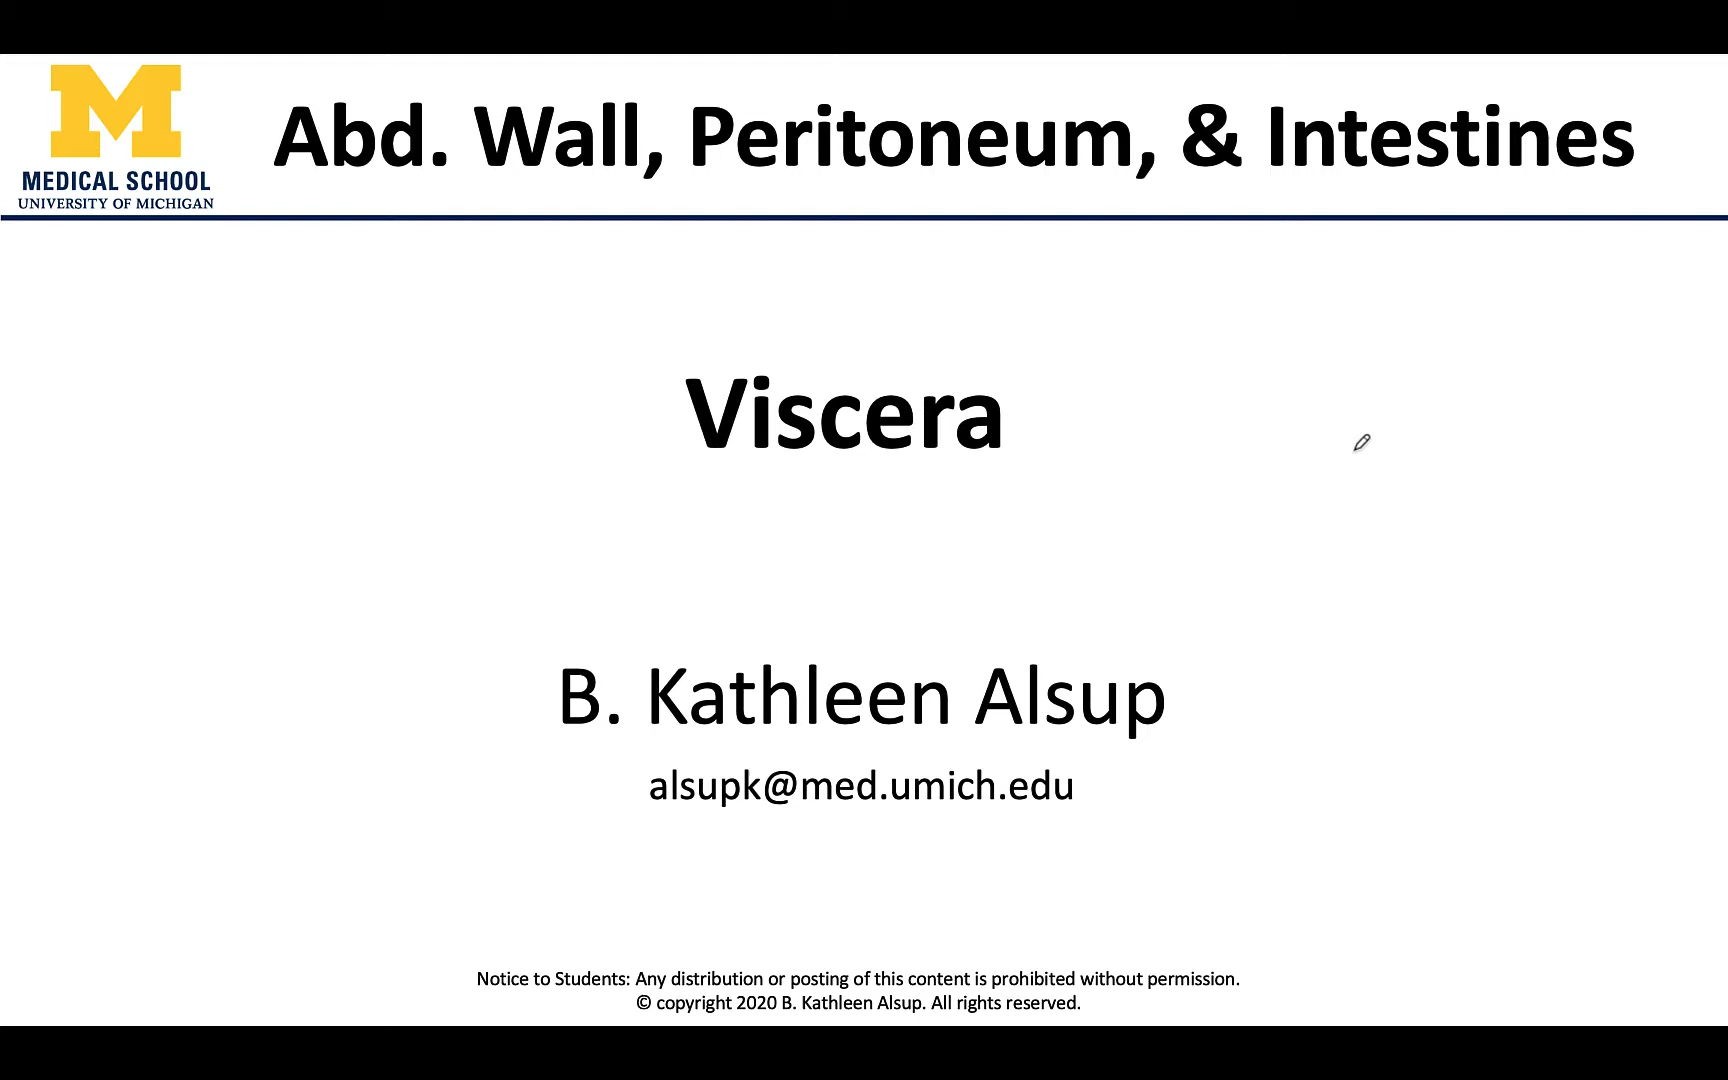 MEDICAL SCHOOL
UNIVERSITY OF MICHIGAN
Abd. Wall, Peritoneum, & Intestines
Viscera
B. Kathleen Alsup
alsupk@med.umich.edu
Notice to Students: Any distribution or posting of this content is prohibited without permission.
© copyright 2020 B. Kathleen Alsup. All rights reserved.